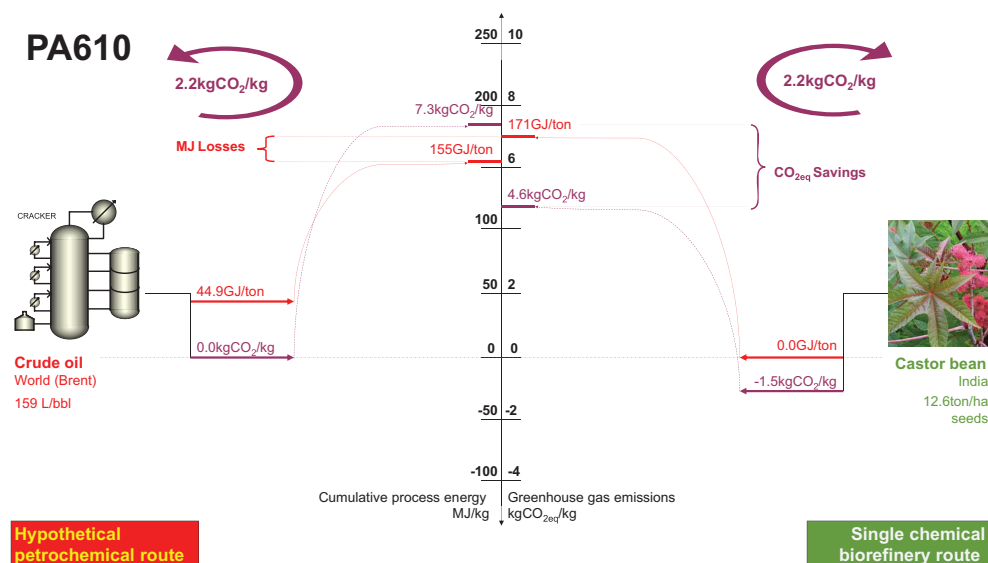 PA610
2.2kgCO₂/kg
MJ Losses
CRACKER
44.9GJ/ton
0.0kgCO₂/kg
Crude oil
World (Brent)
159 L/bbl
Hypothetical
petrochemical route
250 10
200 8
7.3kgCO₂/kg
171GJ/ton
155GJ/ton
6
4.6kgCO₂/kg
100
50 2
0 0
-50 -2
-100 -4
Cumulative process energy
MJ/kg
Greenhouse gas emissions
kgCO₂eq/kg
2.2kgCO₂/kg
CO₂eq Savings
0.0GJ/ton
-1.5kgCO₂/kg
Castor bean
India
12.6ton/ha
seeds
Single chemical
biorefinery route